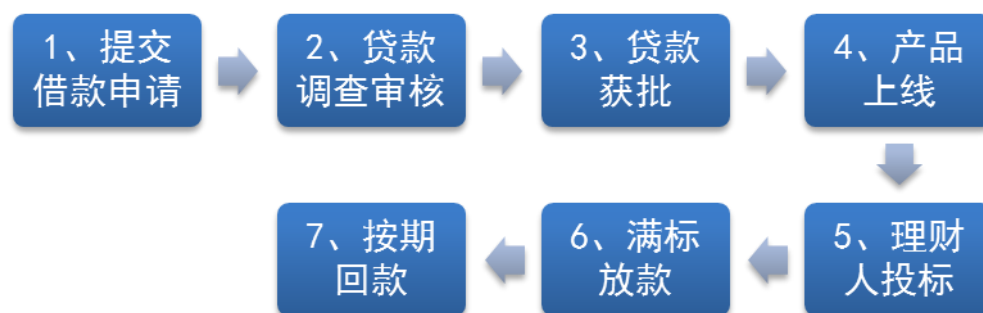 1、提交
借款申请
2、贷款
调查审核
3、贷款
获批
4、产品
上线
5、理财
人投标
6、满标
放款
7、按期
回款